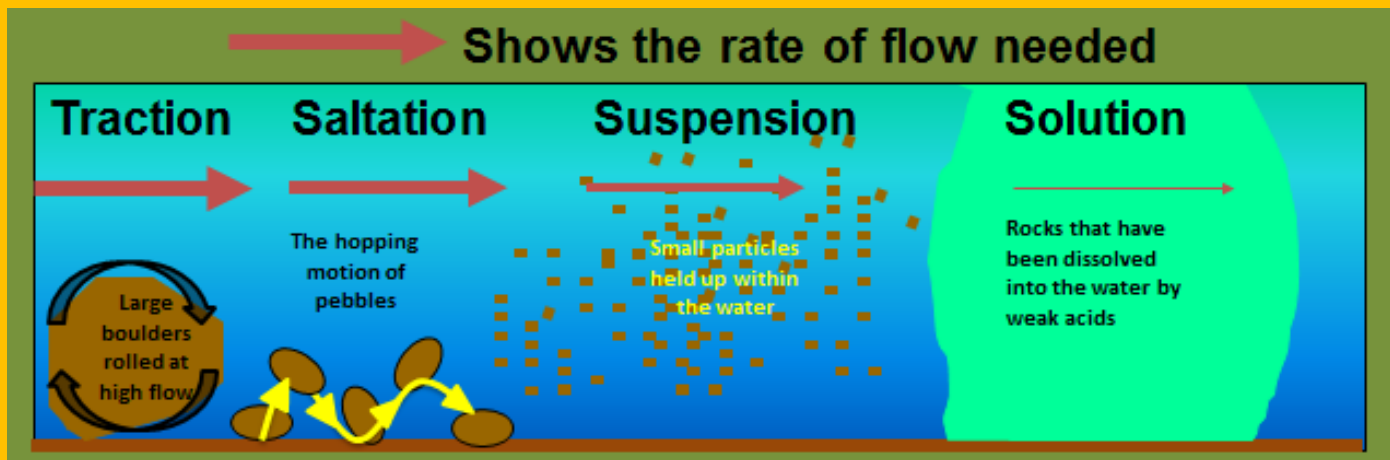 Shows the rate of flow needed
Traction
Saltation
Suspension
Solution
Large
boulders
rolled at
high flow
The hopping
motion of
pebbles
Small particles
held up within
the water
Rocks that have
been dissolved
into the water by
weak acids